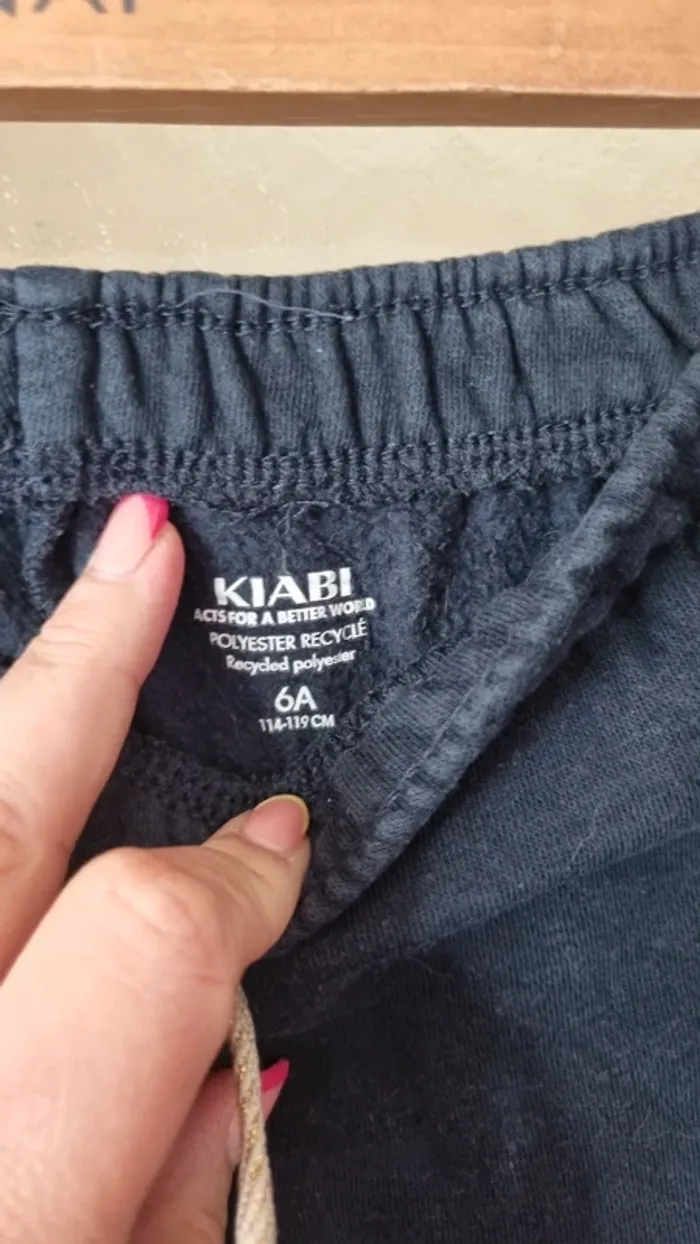 KIABI
ACTS FOR A BETTER WORLD
POLYESTER RECYCLÉ
Recycled polyester
6A
114-119 CM